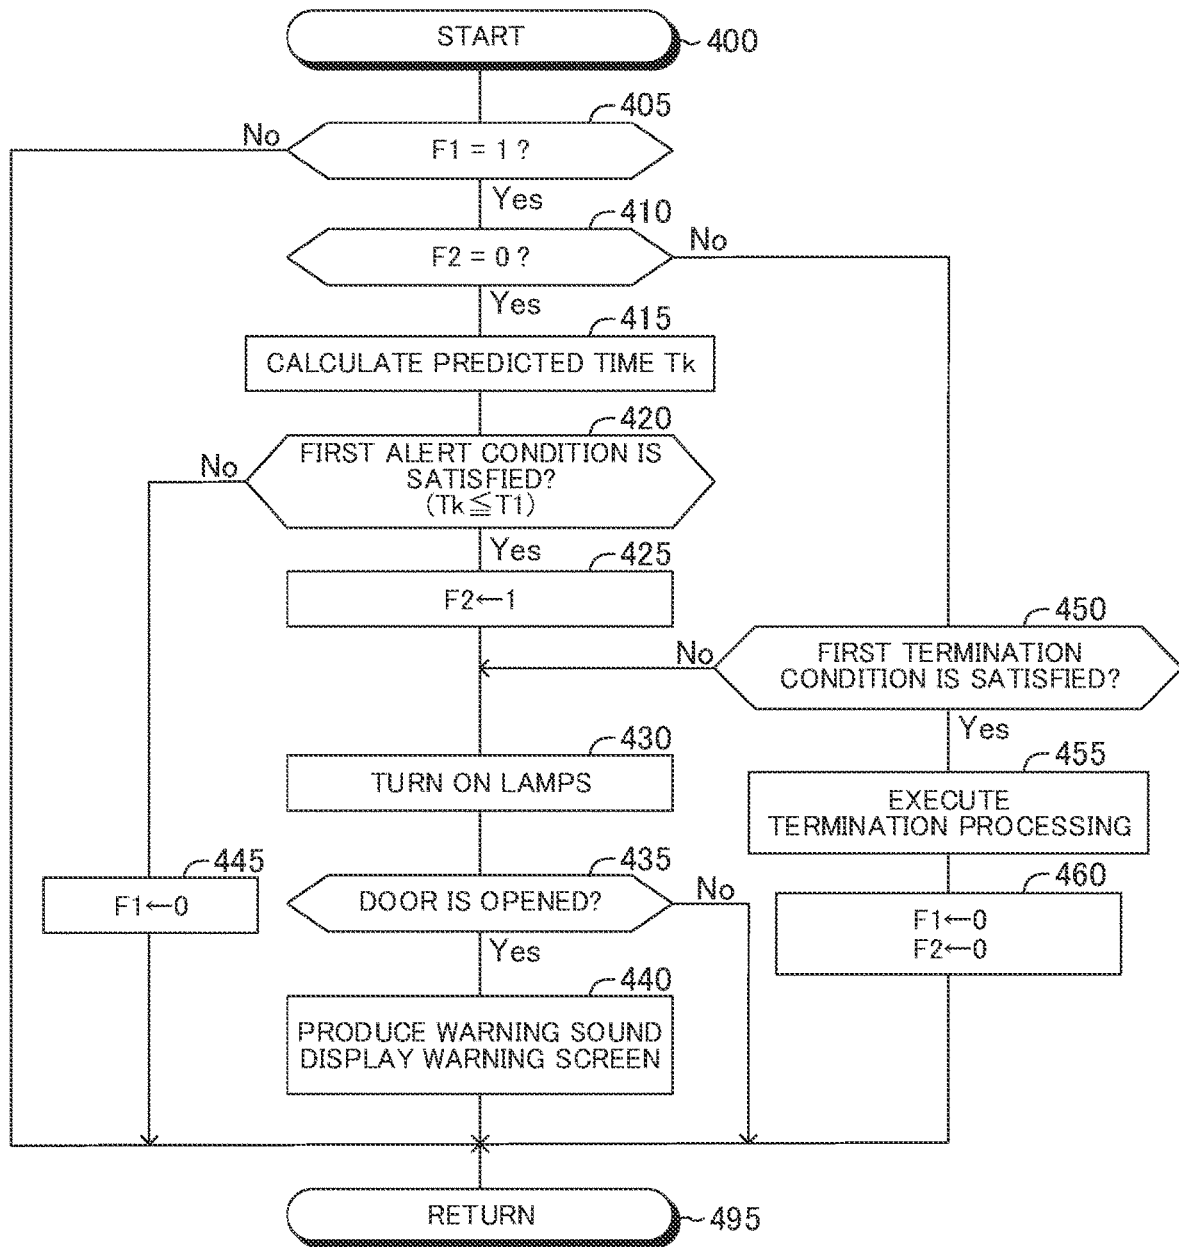 START
400
405
No
F1 = 1 ?
Yes
410
No
F2 = 0 ?
Yes
415
CALCULATE PREDICTED TIME Tk
420
No
FIRST ALERT CONDITION IS
SATISFIED?
(Tk≦T1)
Yes
425
F2←1
450
No
FIRST TERMINATION
CONDITION IS SATISFIED?
Yes
430
TURN ON LAMPS
455
EXECUTE
TERMINATION PROCESSING
445
F1←0
435
DOOR IS OPENED?
No
Yes
460
F1←0
F2←0
440
PRODUCE WARNING SOUND
DISPLAY WARNING SCREEN
RETURN
495